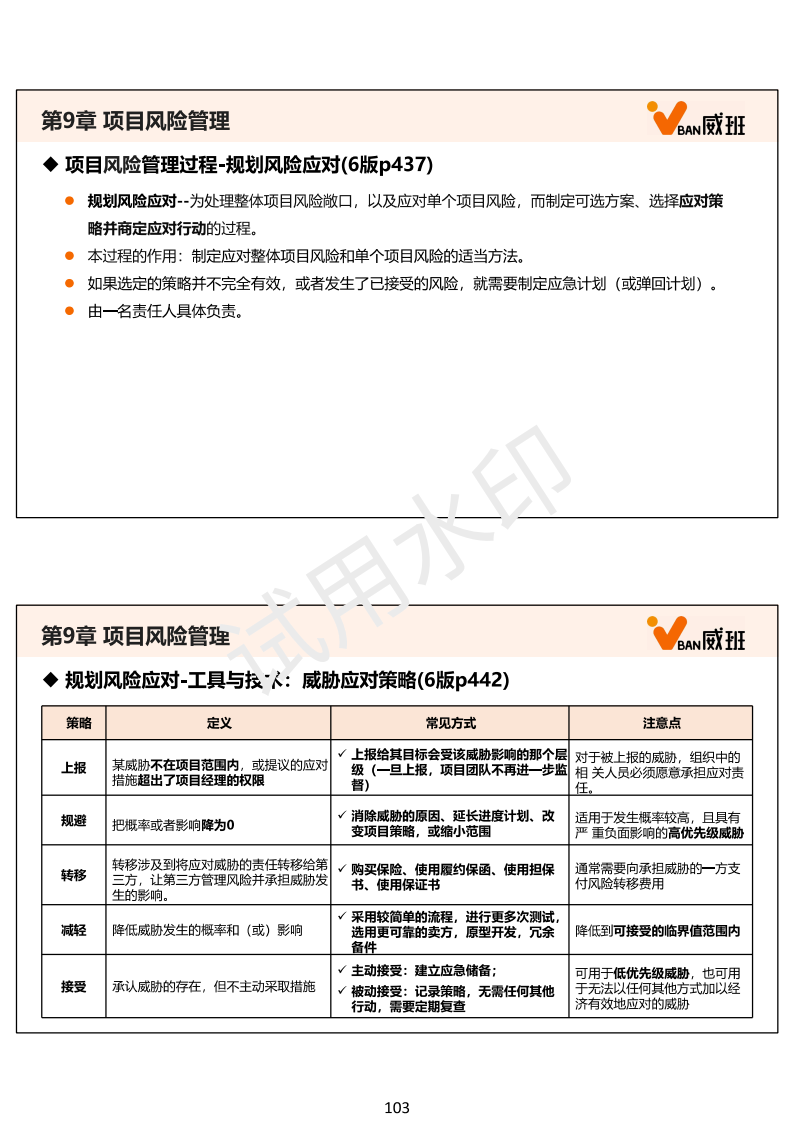 第9章 项目风险管理
VBAN威班
◆ 项目风险管理过程-规划风险应对(6版p437)
● 规划风险应对--为处理整体项目风险敞口，以及应对单个项目风险，而制定可选方案、选择应对策
略并商定应对行动的过程。
● 本过程的作用：制定应对整体项目风险和单个项目风险的适当方法。
● 如果选定的策略并不完全有效，或者发生了已接受的风险，就需要制定应急计划（或弹回计划）。
● 由一名责任人具体负责。
试用水印
第9章 项目风险管理
VBAN威班
◆ 规划风险应对-工具与技术：威胁应对策略(6版p442)
策略 定义 常见方式 注意点
上报
某威胁不在项目范围内，或提议的应对
措施超出了项目经理的权限
✓ 上报给其目标会受该威胁影响的那个层
级（一旦上报，项目团队不再进一步监
督）
对于被上报的威胁，组织中的
相 关人员必须愿意承担应对责
任。
规避
把概率或者影响降为0
✓ 消除威胁的原因、延长进度计划、改
变项目策略，或缩小范围
适用于发生概率较高，且具有
严 重负面影响的高优先级威胁
转移
转移涉及到将应对威胁的责任转移给第
三方，让第三方管理风险并承担威胁发
生的影响。
✓ 购买保险、使用履约保函、使用担保
书、使用保证书
通常需要向承担威胁的一方支
付风险转移费用
减轻
降低威胁发生的概率和（或）影响
✓ 采用较简单的流程，进行更多次测试，
选用更可靠的卖方，原型开发，冗余
备件
降低到可接受的临界值范围内
接受
承认威胁的存在，但不主动采取措施
✓ 主动接受：建立应急储备；
✓ 被动接受：记录策略，无需任何其他
行动，需要定期复查
可用于低优先级威胁，也可用
于无法以任何其他方式加以经
济有效地应对的威胁
103